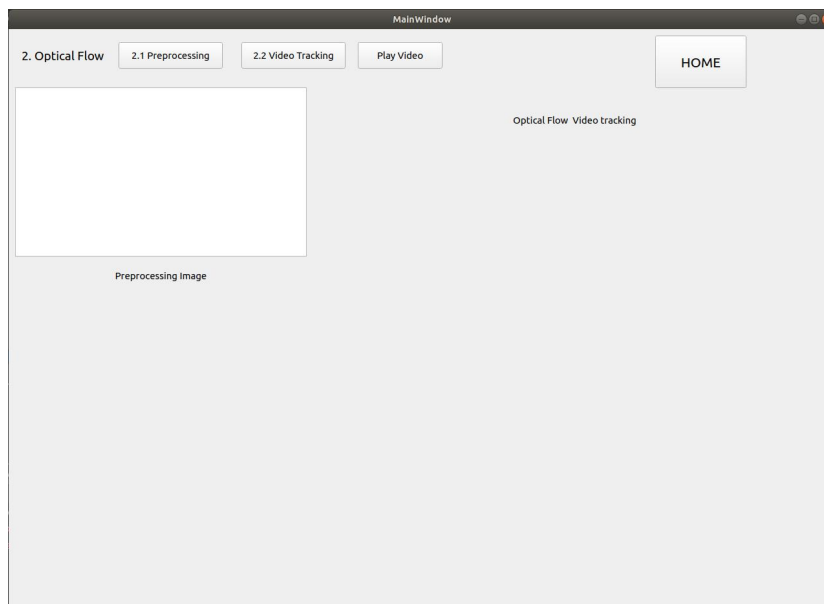 MainWindow
2. Optical Flow
2.1 Preprocessing
2.2 Video Tracking
Play Video
HOME
Optical Flow  Video tracking
Preprocessing Image